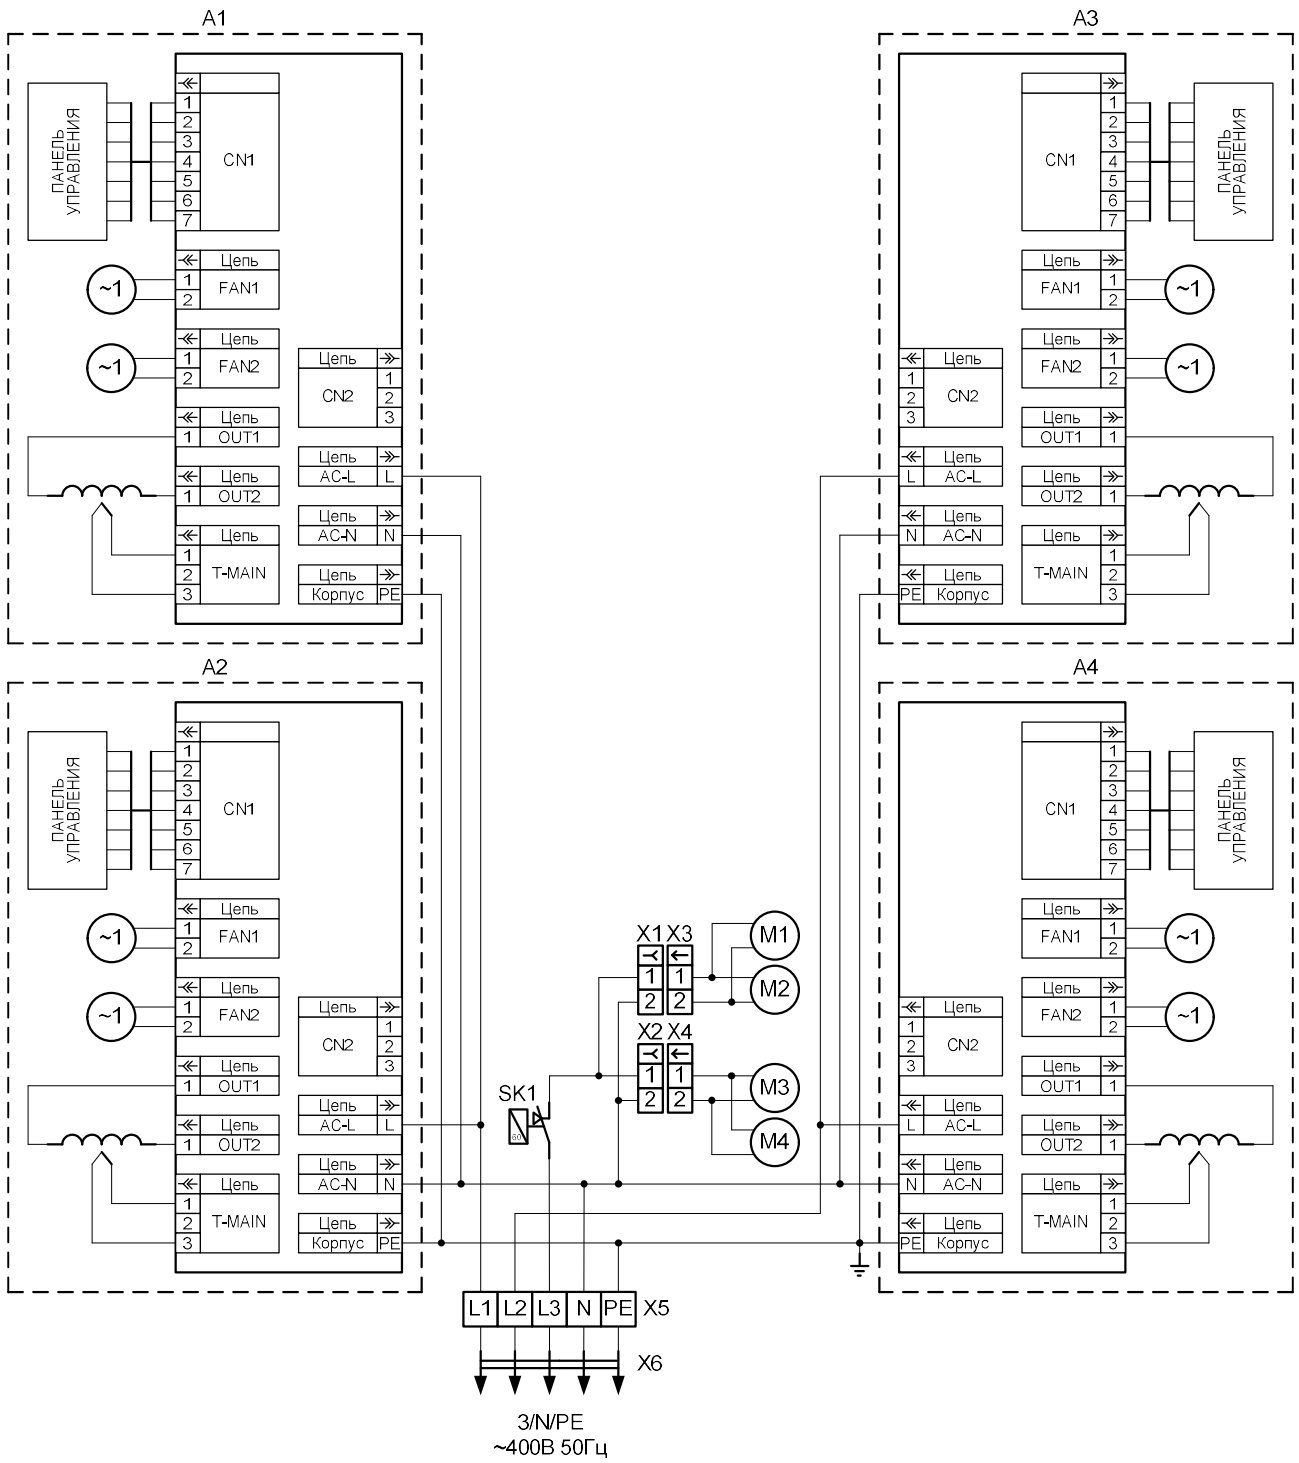 A1
ПАНЕЛЬ
УПРАВЛЕНИЯ
1
2
3
4
5
6
7
CN1
Цепь
1
FAN1
2
Цепь
1
FAN2
2
Цепь
1
CN2
2
3
Цепь
1 OUT1
Цепь
AC-L L
Цепь
1 OUT2
Цепь
AC-N N
Цепь
1
2
3
T-MAIN
Цепь
Корпус PE
A3
CN1
1
2
3
4
5
6
7
ПАНЕЛЬ
УПРАВЛЕНИЯ
Цепь
FAN1
1
2
~1
~1
~1
~1
Цепь
FAN2
1
2
Цепь
1
2
3
CN2
Цепь
OUT1 1
Цепь
L AC-L
Цепь
OUT2 1
Цепь
N AC-N
Цепь
T-MAIN
1
2
3
Цепь
PE Корпус
A2
ПАНЕЛЬ
УПРАВЛЕНИЯ
1
2
3
4
5
6
7
CN1
~1
Цепь
1
2
FAN1
~1
Цепь
1
2
FAN2
Цепь
CN2
1
2
3
Цепь
1 OUT1
Цепь
AC-L L
Цепь
1 OUT2
Цепь
AC-N N
Цепь
1
2
3
T-MAIN
Цепь
Корпус PE
X1 X3
1 1
2 2
M1
M2
X2 X4
1 1
2 2
M3
M4
SK1
60
A4
CN1
1
2
3
4
5
6
7
ПАНЕЛЬ
УПРАВЛЕНИЯ
Цепь
FAN1
1
2
~1
Цепь
FAN2
1
2
~1
Цепь
1
2
3
CN2
Цепь
OUT1 1
Цепь
L AC-L
Цепь
OUT2 1
Цепь
N AC-N
Цепь
T-MAIN
1
2
3
Цепь
PE Корпус
L1 L2 L3 N PE X5
X6
3/N/PE
~400В 50Гц